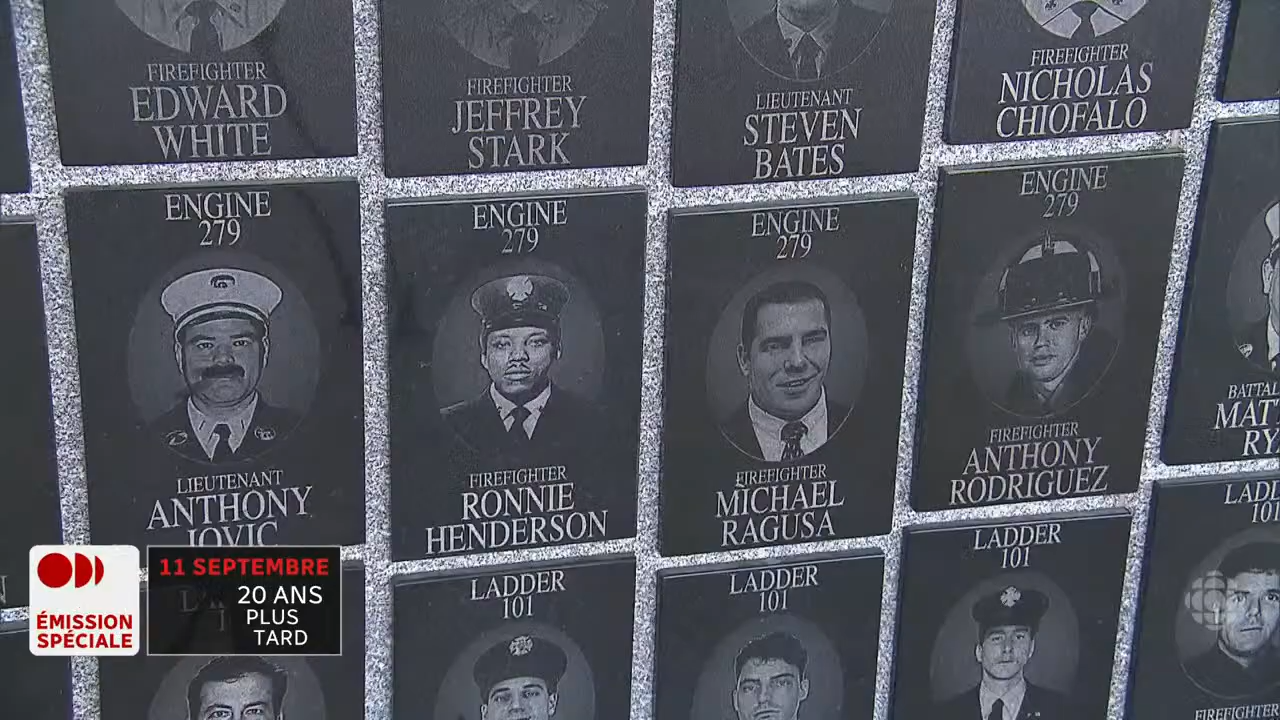 FIREFIGHTER
EDWARD
WHITE
FIREFIGHTER
JEFFREY
STARK
LIEUTENANT
STEVEN
BATES
FIREFIGHTER
NICHOLAS
CHIOFALO
ENGINE
279
LIEUTENANT
ANTHONY
JOVIC
ENGINE
279
FIREFIGHTER
RONNIE
HENDERSON
ENGINE
279
FIREFIGHTER
MICHAEL
RAGUSA
ENGINE
279
FIREFIGHTER
ANTHONY
RODRIGUEZ
LADDER
101
LADDER
101
LADDER
101
FIREFIGHTER
ÉMISSION
SPÉCIALE
11 SEPTEMBRE
20 ANS
PLUS
TARD